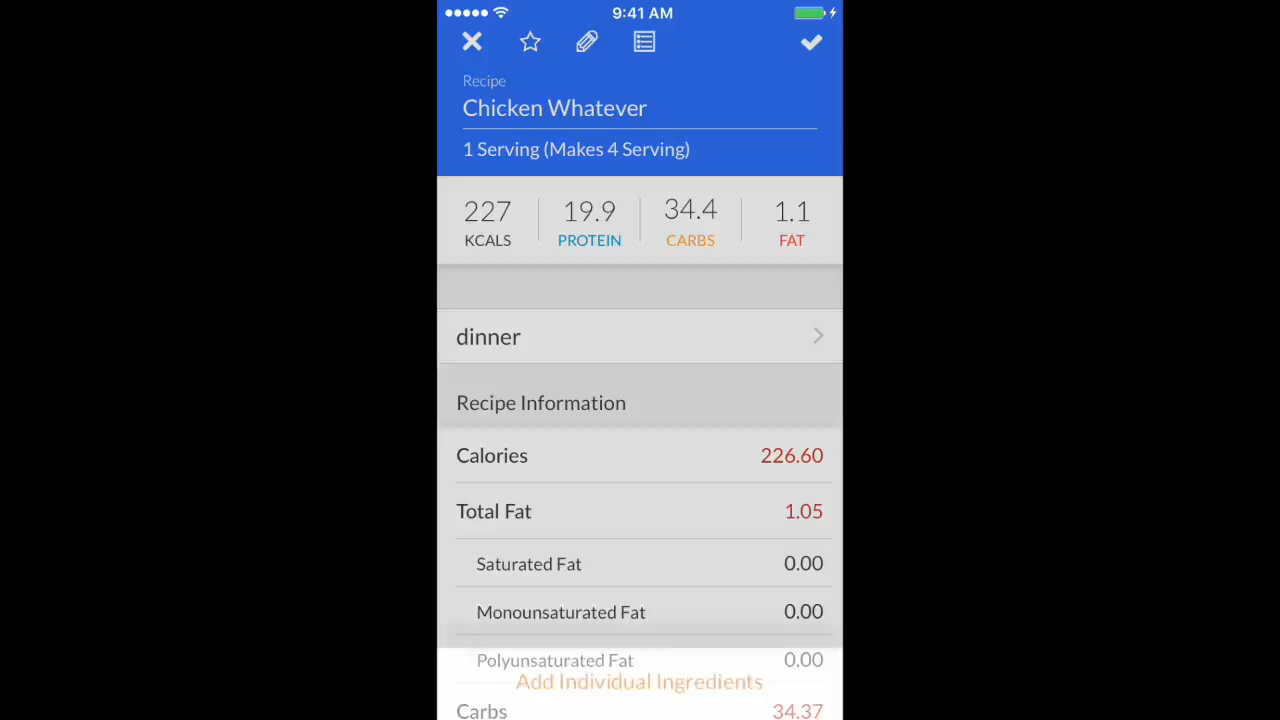 9:41 AM
Recipe
Chicken Whatever
1 Serving (Makes 4 Serving)
227 19.9 34.4 1.1
KCALS PROTEIN CARBS FAT
dinner
Recipe Information
Calories 226.60
Total Fat 1.05
Saturated Fat 0.00
Monounsaturated Fat 0.00
Polyunsaturated Fat 0.00
Add Individual Ingredients
Carbs 34.37